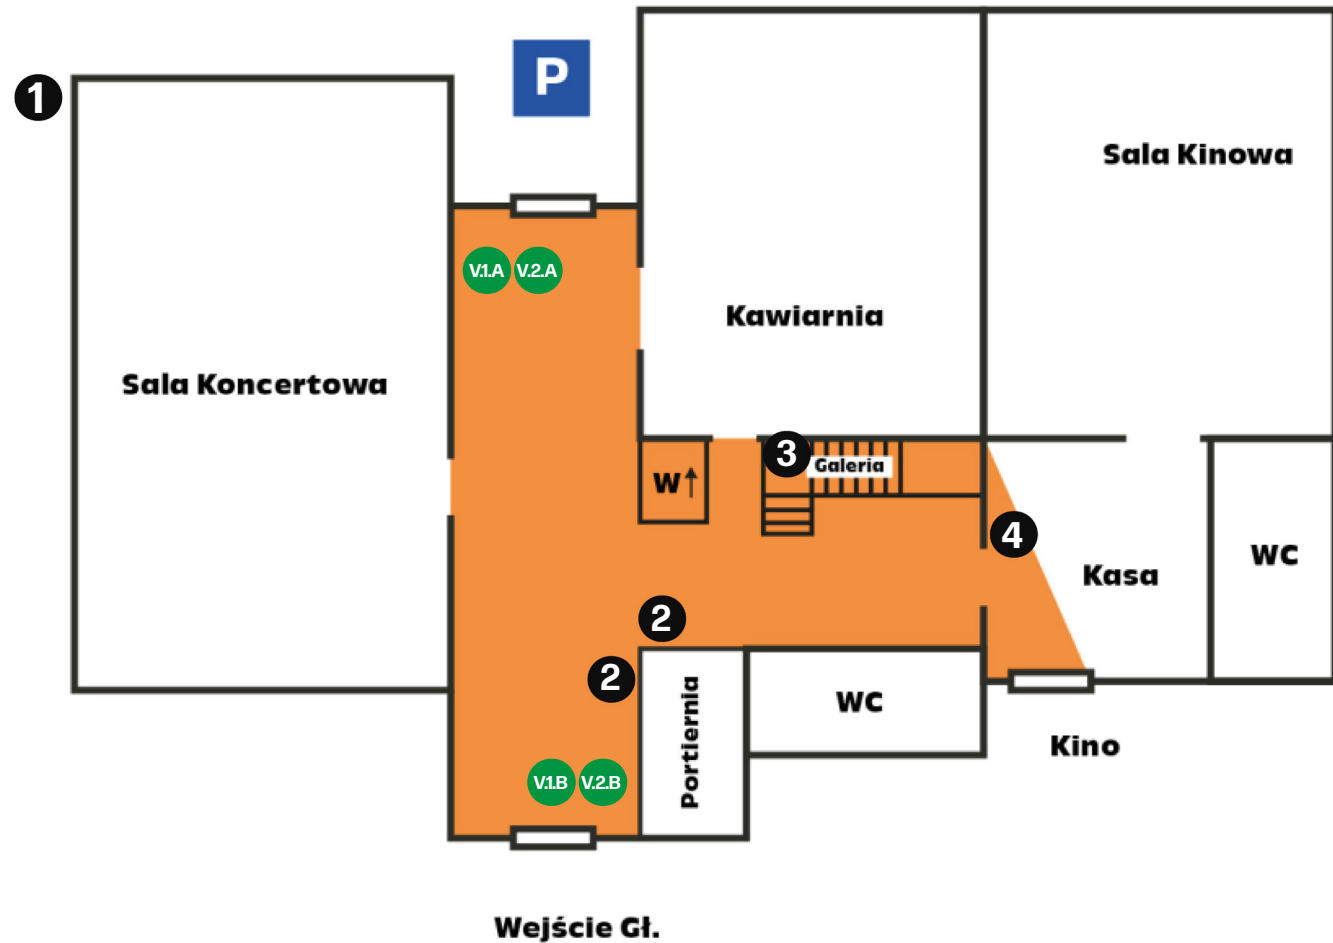 P
1
Sala Kinowa
V.1.A V.2.A
Kawiarnia
Sala Koncertowa
3
Galeria
W↑
4
WC
Kasa
2
2
Portiernia
WC
Kino
V.1.B V.2.B
Wejście Gł.